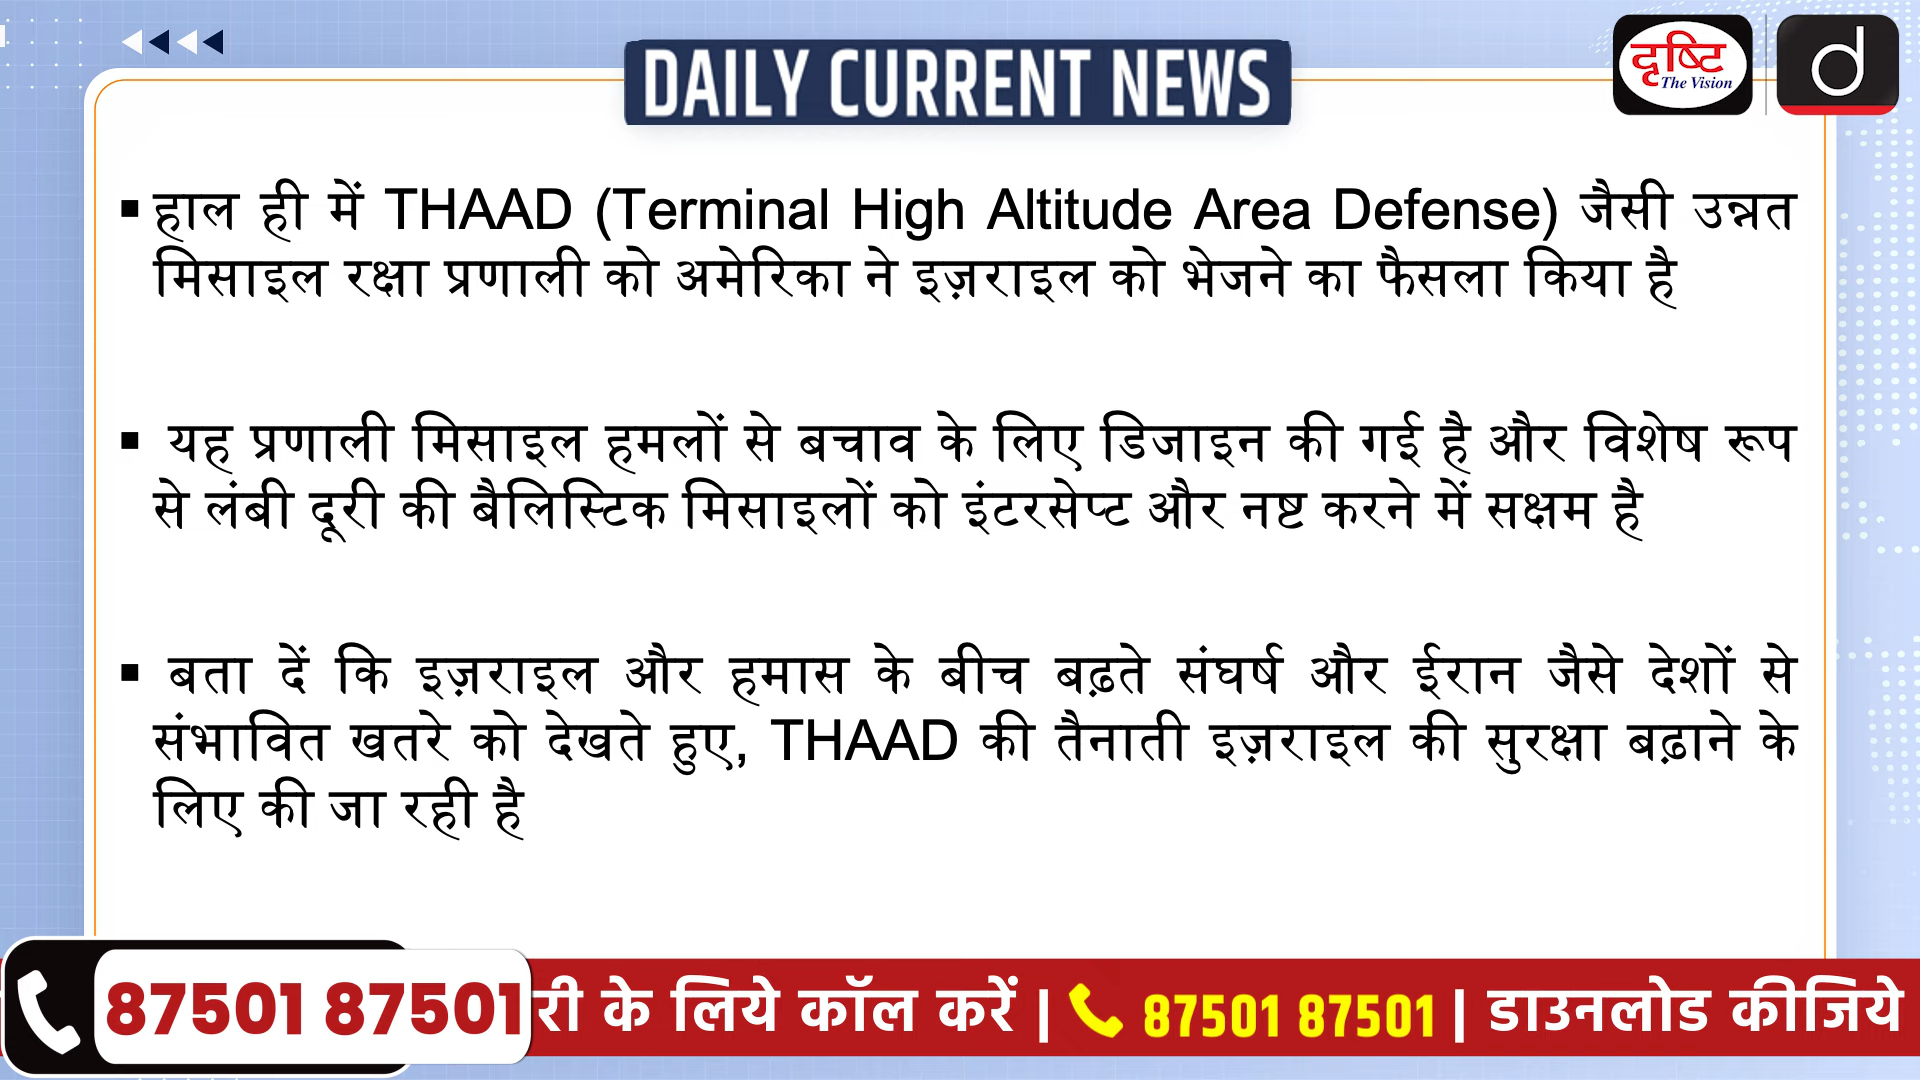 DAILY CURRENT NEWS
दृष्टि
The Vision
d
▪ हाल ही में THAAD (Terminal High Altitude Area Defense) जैसी उन्नत
मिसाइल रक्षा प्रणाली को अमेरिका ने इज़राइल को भेजने का फैसला किया है
▪ यह प्रणाली मिसाइल हमलों से बचाव के लिए डिजाइन की गई है और विशेष रूप
से लंबी दूरी की बैलिस्टिक मिसाइलों को इंटरसेप्ट और नष्ट करने में सक्षम है
▪ बता दें कि इज़राइल और हमास के बीच बढ़ते संघर्ष और ईरान जैसे देशों से
संभावित खतरे को देखते हुए, THAAD की तैनाती इज़राइल की सुरक्षा बढ़ाने के
लिए की जा रही है
87501 87501 री के लिये कॉल करें | 87501 87501 | डाउनलोड कीजिये